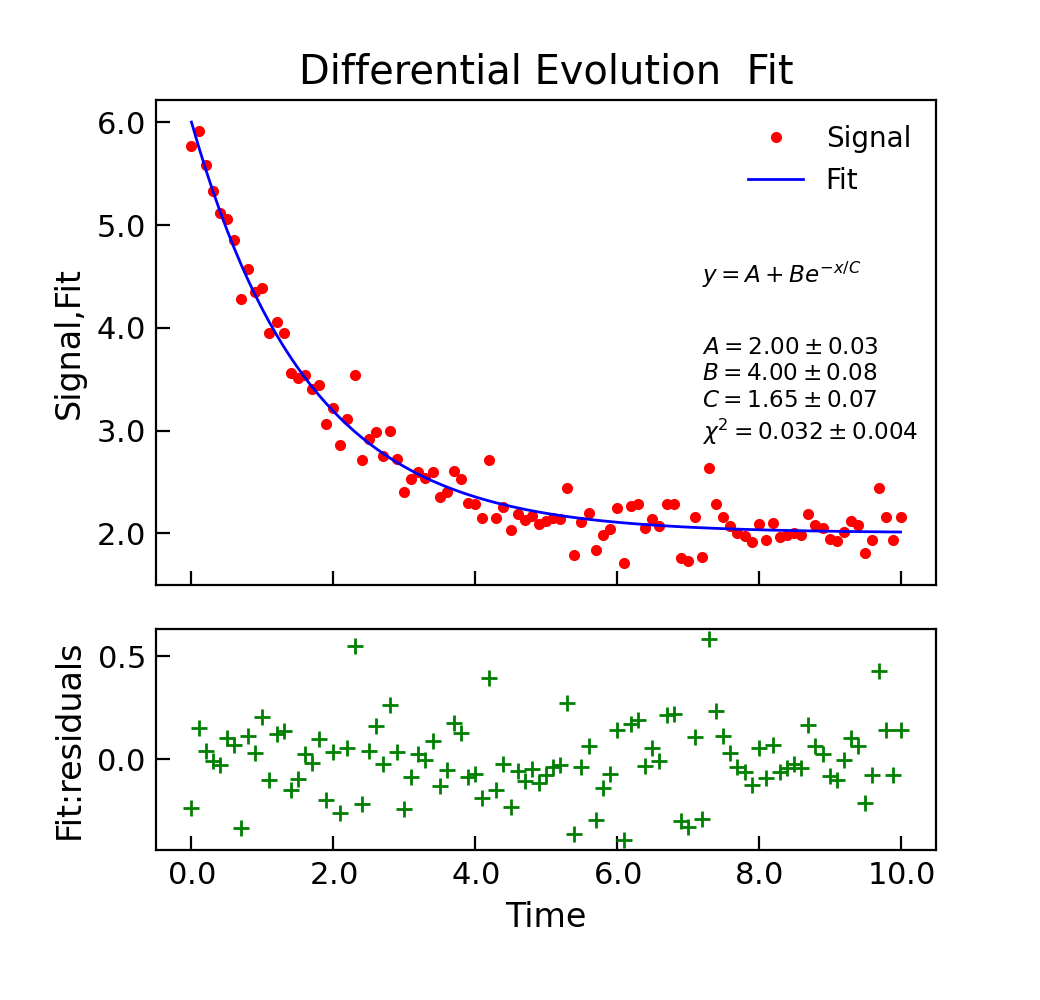 Differential Evolution  Fit
6.0
5.0
4.0
3.0
2.0
Signal,Fit
Signal
Fit
y = A + Be^{−x/C}
A = 2.00 ± 0.03
B = 4.00 ± 0.08
C = 1.65 ± 0.07
χ² = 0.032 ± 0.004
0.5
0.0
Fit:residuals
0.0 2.0 4.0 6.0 8.0 10.0
Time